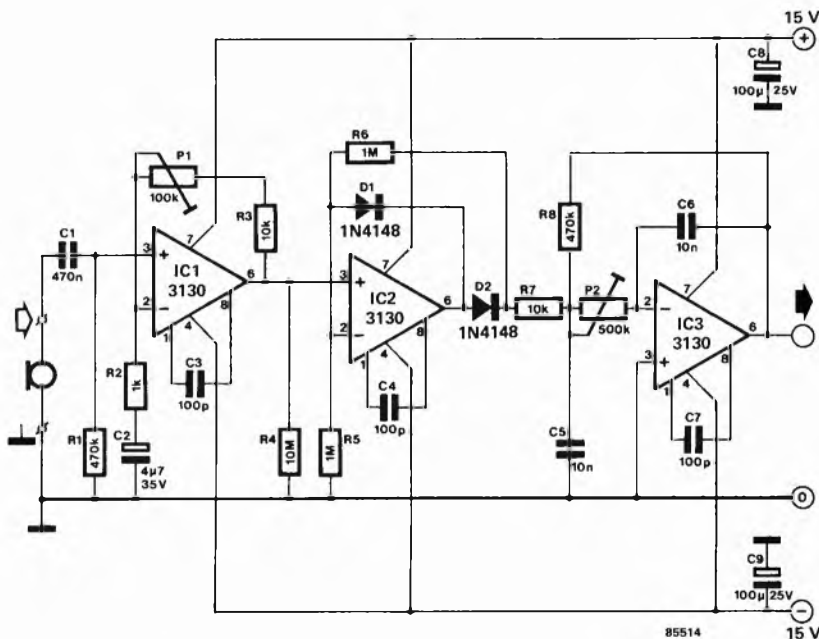 15 V
+
C8
100µ 25V
R6
1M
P1
100k
D1
1N4148
R3
10k
R8
470k
C6
10n
C1
470n
3
+
7
IC1
3130
6
2
-
1
4
8
3
+
7
IC2
3130
6
2
-
1
4
8
D2
1N4148
R7
10k
P2
500k
2
-
7
IC3
3130
6
3
+
1
4
8
R2
1k
C3
100p
C4
100p
C5
10n
C7
100p
R1
470k
C2
4µ7
35V
R4
10M
R5
1M
0
C9
100µ 25V
-
15 V
85514